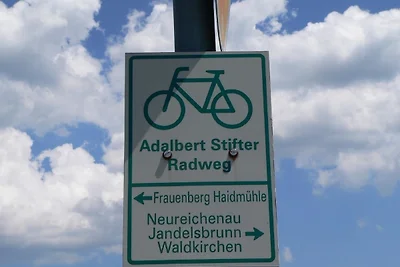 Adalbert Stifter
Radweg
Frauenberg Haidmühle
Neureichenau
Jandelsbrunn
Waldkirchen